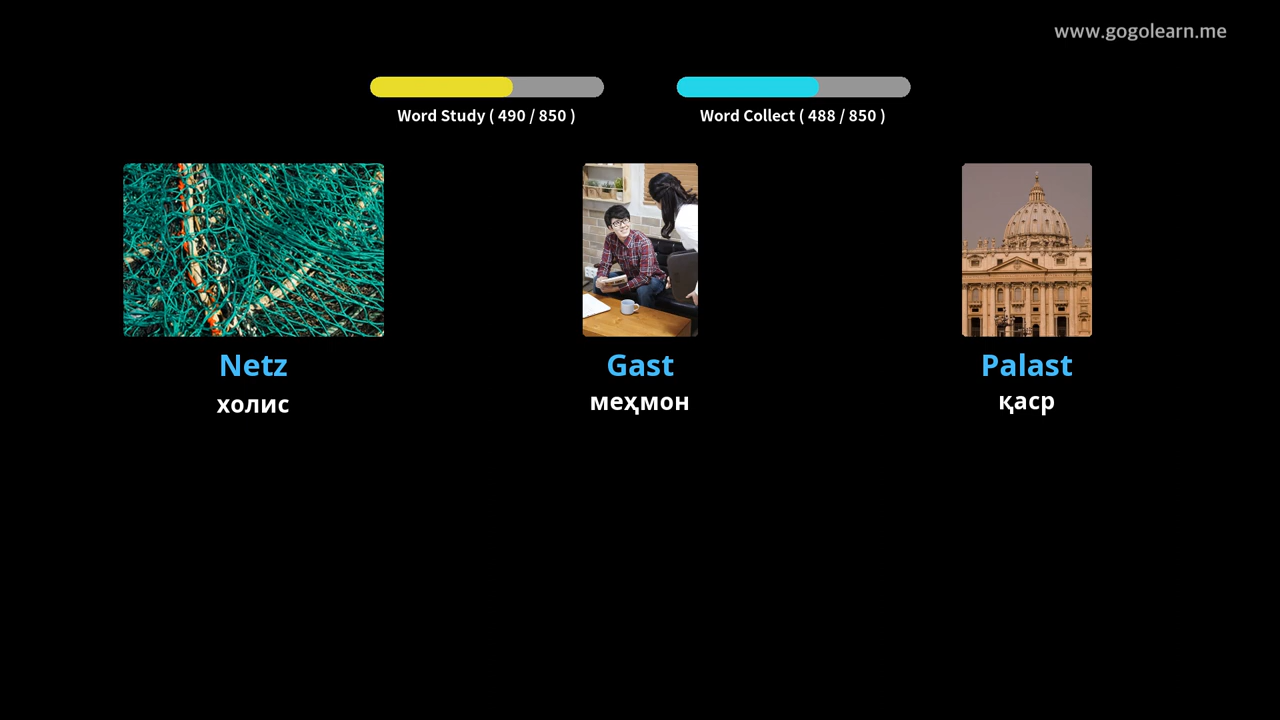 www.gogolearn.me
Word Study ( 490 / 850 )
Word Collect ( 488 / 850 )
Netz
Gast
Palast
холис
меҳмон
қаср